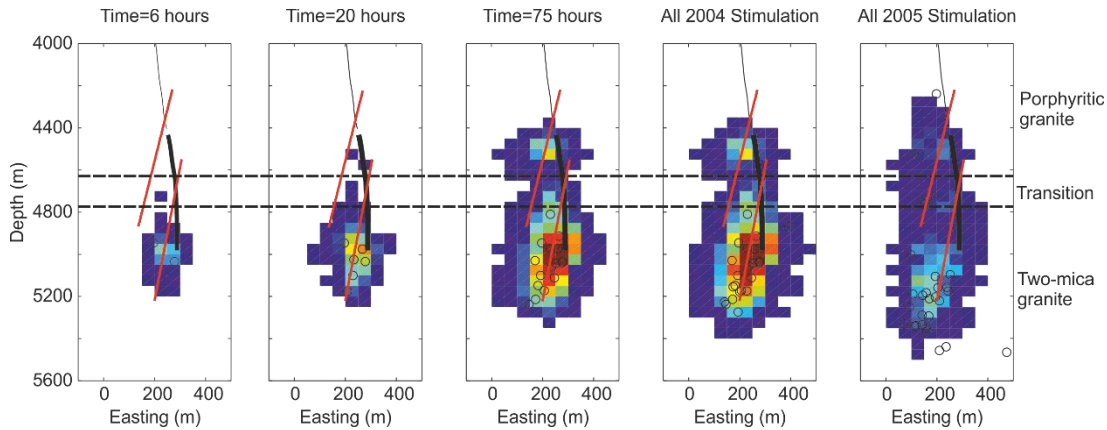 Time=6 hours
Time=20 hours
Time=75 hours
All 2004 Stimulation
All 2005 Stimulation
4000
4400
4800
5200
5600
Depth (m)
Porphyritic
granite
Transition
Two-mica
granite
0 200 400
0 200 400
0 200 400
0 200 400
0 200 400
Easting (m)
Easting (m)
Easting (m)
Easting (m)
Easting (m)